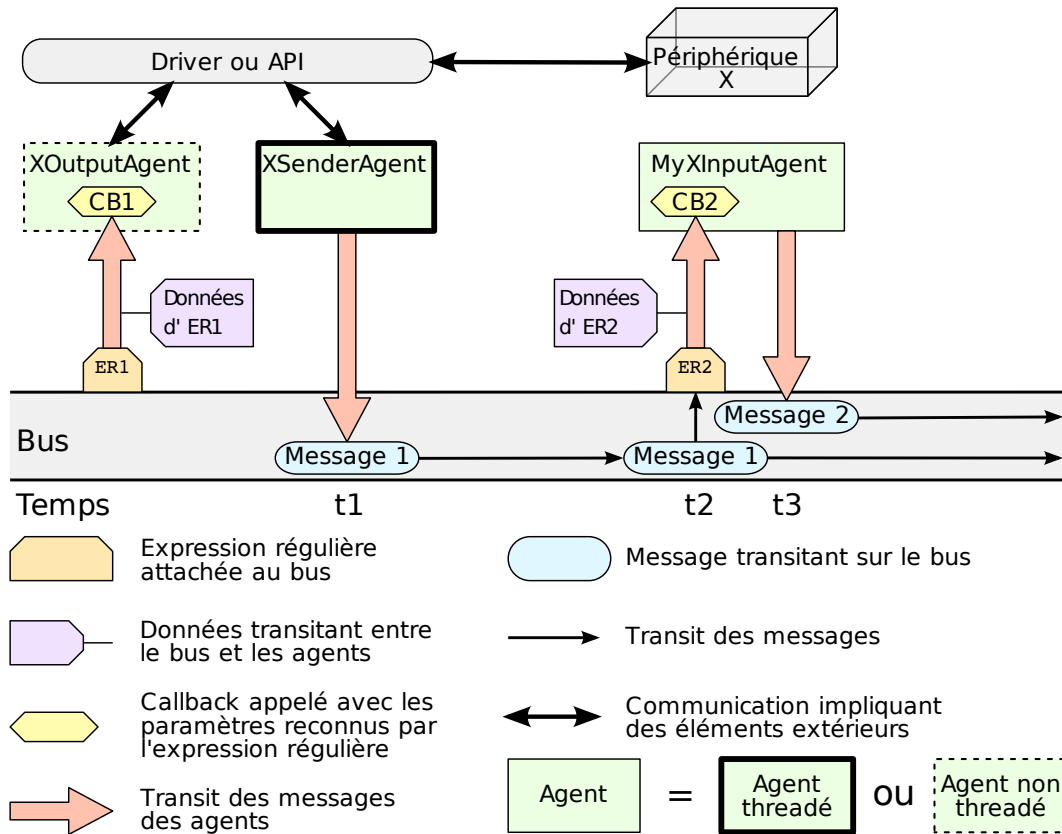 Driver ou API
Périphérique
X
XOutputAgent
CB1
XSenderAgent
MyXInputAgent
CB2
Données
d' ER1
Données
d' ER2
ER1
ER2
Bus
Message 1
Message 1
Message 2
Temps
t1
t2
t3
Expression régulière
attachée au bus
Message transitant sur le bus
Données transitant entre
le bus et les agents
Transit des messages
Callback appelé avec les
paramètres reconnus par
l'expression régulière
Communication impliquant
des éléments extérieurs
Transit des messages
des agents
Agent
=
Agent
threadé
ou
Agent non
threadé